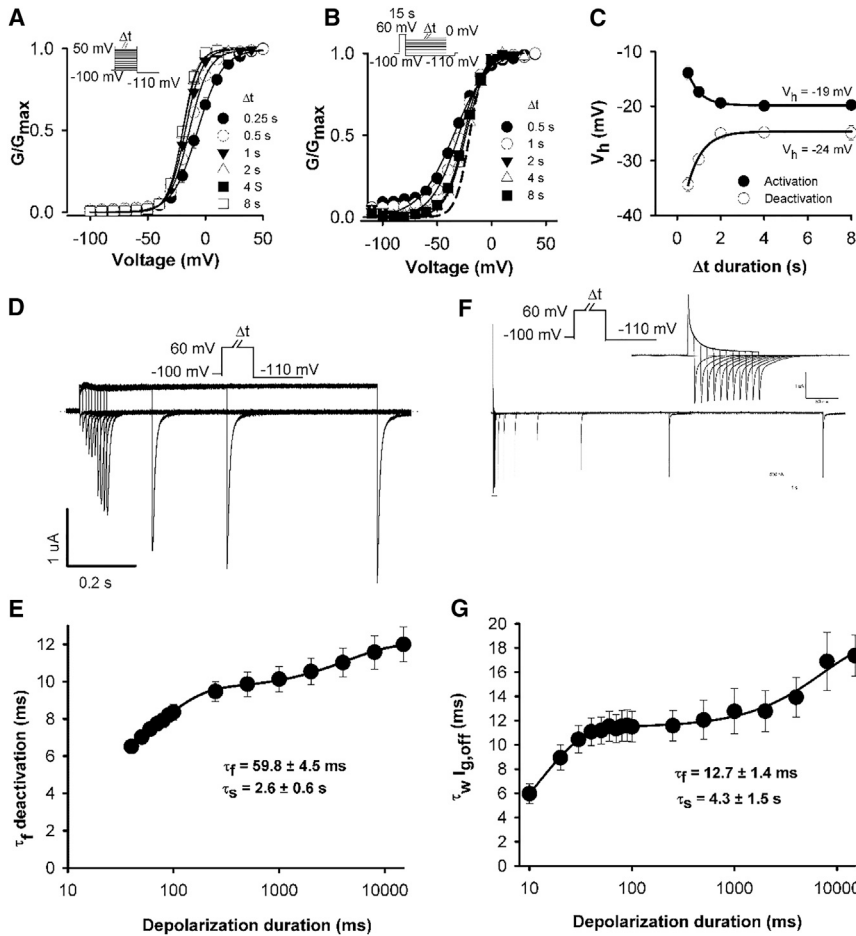 A
Δt
50 mV
-100 mV
-110 mV
G/Gmax
1.0
0.5
0.0
Δt
0.25 s
0.5 s
1 s
2 s
4 S
8 s
-100
-50
0
50
Voltage (mV)
B
15 s
60 mV
Δt
0 mV
-100 mV
-110 mV
G/Gmax
1.0
0.5
0.0
Δt
0.5 s
1 s
2 s
4 s
8 s
-100
-50
0
50
Voltage (mV)
C
Vh (mV)
-10
-20
-30
-40
Vh = -19 mV
Vh = -24 mV
Activation
Deactivation
0
2
4
6
8
Δt duration (s)
D
Δt
60 mV
-100 mV
-110 mV
1 uA
0.2 s
F
Δt
60 mV
-100 mV
-110 mV
1 s
E
τf deactivation (ms)
12
10
8
6
4
2
0
τf = 59.8 ± 4.5 ms
τs = 2.6 ± 0.6 s
10
100
1000
10000
Depolarization duration (ms)
G
τw Ig,off (ms)
20
18
16
14
12
10
8
6
4
2
0
τf = 12.7 ± 1.4 ms
τs = 4.3 ± 1.5 s
10
100
1000
10000
Depolarization duration (ms)